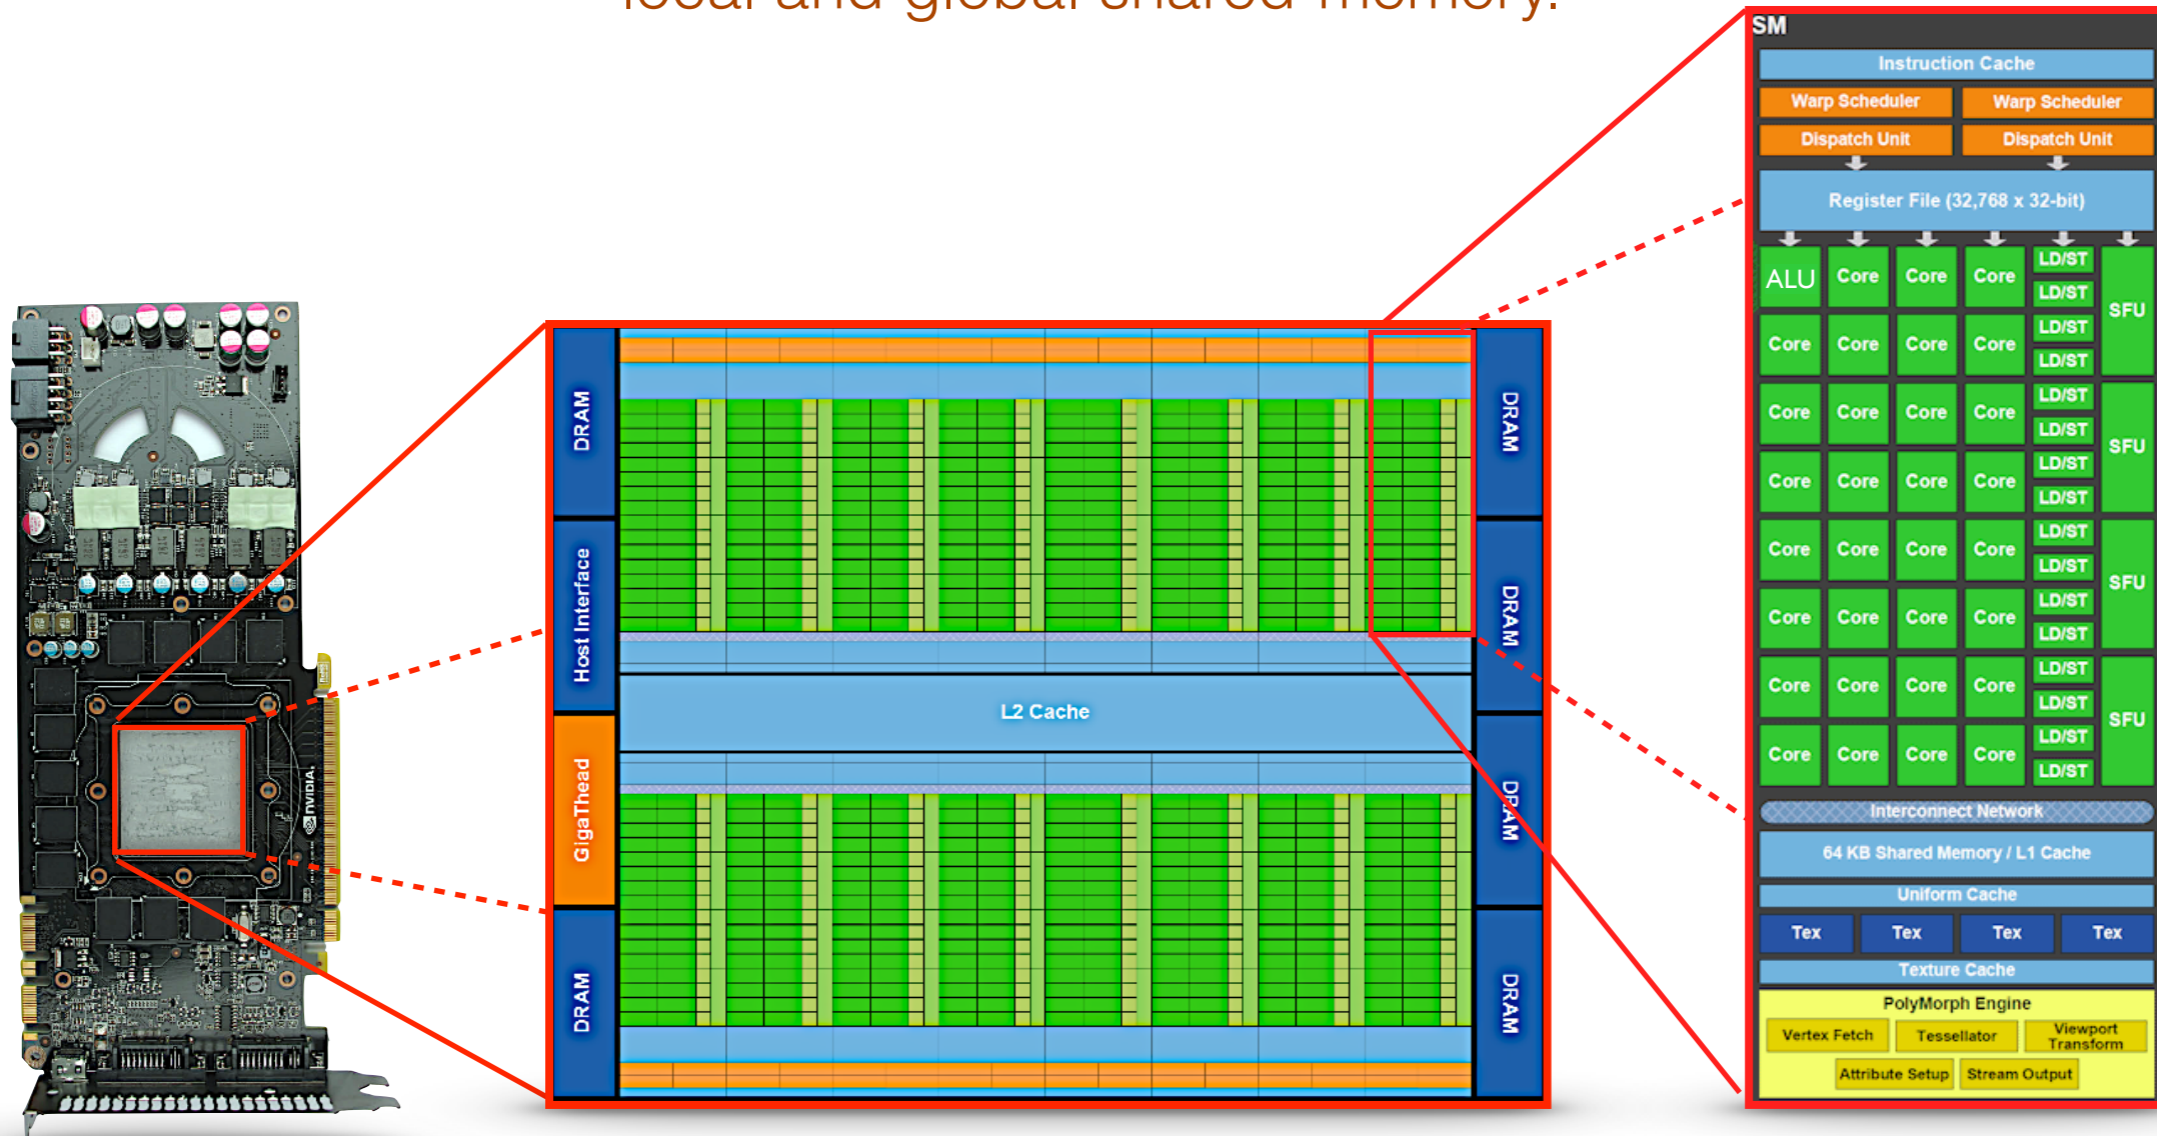 local and global shared memory.
NVIDIA.
DRAM
Host Interface
GigaThead
DRAM
L2 Cache
DRAM
DRAM
DRAM
DRAM
SM
Instruction Cache
Warp Scheduler Warp Scheduler
Dispatch Unit Dispatch Unit
Register File (32,768 x 32-bit)
ALU Core Core Core LD/ST
LD/ST
SFU
Core Core Core Core LD/ST
LD/ST
Core Core Core Core LD/ST
LD/ST
SFU
Core Core Core Core LD/ST
LD/ST
Core Core Core Core LD/ST
LD/ST
SFU
Core Core Core Core LD/ST
LD/ST
Core Core Core Core LD/ST
LD/ST
SFU
Core Core Core Core LD/ST
LD/ST
Interconnect Network
64 KB Shared Memory / L1 Cache
Uniform Cache
Tex Tex Tex Tex
Texture Cache
PolyMorph Engine
Vertex Fetch Tessellator Viewport
Transform
Attribute Setup Stream Output